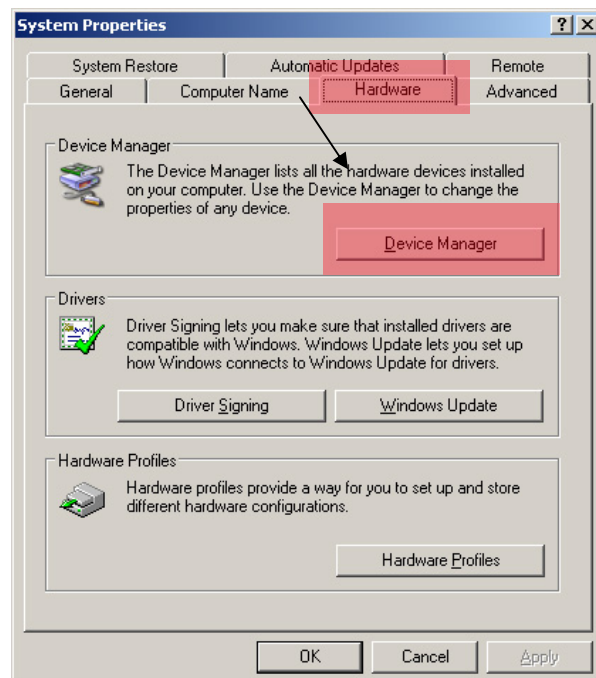 System Properties
System Restore Automatic Updates Remote
General Computer Name Hardware Advanced
Device Manager
The Device Manager lists all the hardware devices installed
on your computer. Use the Device Manager to change the
properties of any device.
Device Manager
Drivers
Driver Signing lets you make sure that installed drivers are
compatible with Windows. Windows Update lets you set up
how Windows connects to Windows Update for drivers.
Driver Signing Windows Update
Hardware Profiles
Hardware profiles provide a way for you to set up and store
different hardware configurations.
Hardware Profiles
OK Cancel Apply